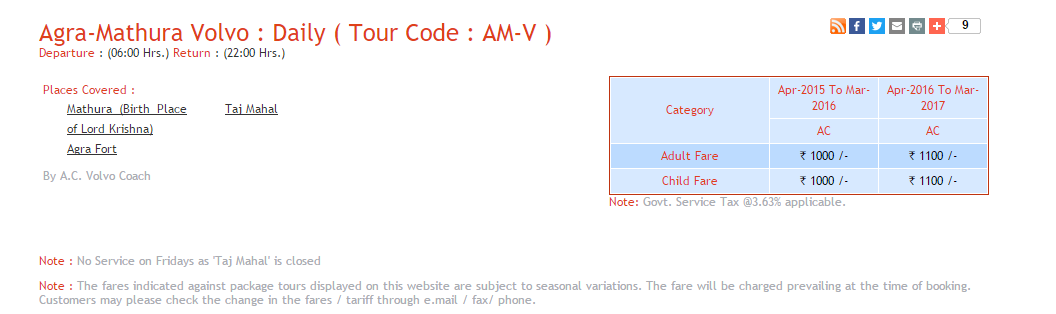 Agra-Mathura Volvo : Daily ( Tour Code : AM-V )
9
Departure : (06:00 Hrs.) Return : (22:00 Hrs.)
Places Covered :
Mathura (Birth Place
of Lord Krishna)
Taj Mahal
Agra Fort
By A.C. Volvo Coach
Category
Apr-2015 To Mar-
2016
Apr-2016 To Mar-
2017
AC
AC
Adult Fare
₹ 1000 /-
₹ 1100 /-
Child Fare
₹ 1000 /-
₹ 1100 /-
Note: Govt. Service Tax @3.63% applicable.
Note : No Service on Fridays as 'Taj Mahal' is closed
Note : The fares indicated against package tours displayed on this website are subject to seasonal variations. The fare will be charged prevailing at the time of booking.
Customers may please check the change in the fares / tariff through e.mail / fax/ phone.